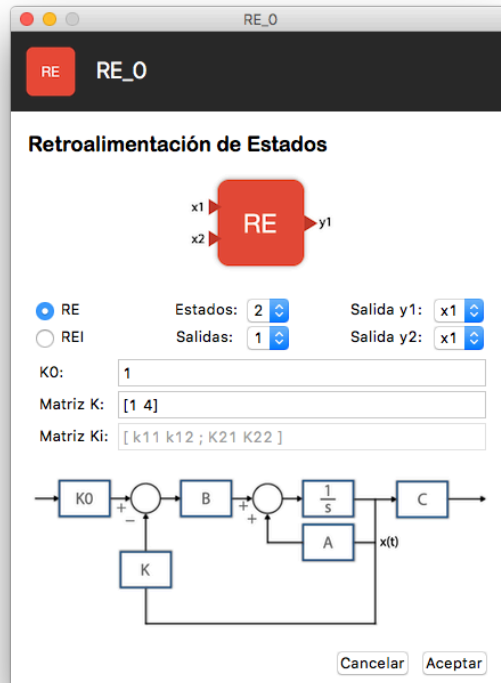 RE_0
RE RE_0
Retroalimentación de Estados
x1
x2
RE
y1
RE Estados: 2 Salida y1: x1
REI Salidas: 1 Salida y2: x1
K0: 1
Matriz K: [1 4]
Matriz Ki: [ k11 k12 ; K21 K22 ]
K0 + − B + + 1/s C
A x(t)
K
Cancelar Aceptar